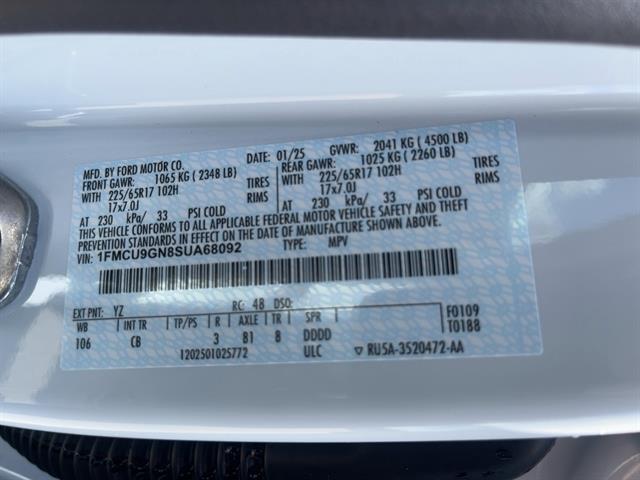 MFD. BY FORD MOTOR CO. DATE: 01/25 GVWR: 2041 KG (4500 LB)
FRONT GAWR: 1065 KG (2348 LB) REAR GAWR: 1025 KG (2260 LB)
WITH 225/65R17 102H TIRES WITH 225/65R17 102H TIRES
17x7.0J RIMS 17x7.0J RIMS
AT 230 kPa/ 33 PSI COLD AT 230 kPa/ 33 PSI COLD
THIS VEHICLE CONFORMS TO ALL APPLICABLE FEDERAL MOTOR VEHICLE SAFETY AND THEFT
PREVENTION STANDARDS IN EFFECT ON THE DATE OF MANUFACTURE SHOWN ABOVE.
VIN: 1FMCU9GN8SUA68092 TYPE: MPV
EXT PNT: YZ RC: 48 DSO: F0109
WB INT TR TP/PS R AXLE TR SPR T0188
106 CB 3 81 8 DDDD
1202501025772 ULC ▽ RU5A-3520472-AA